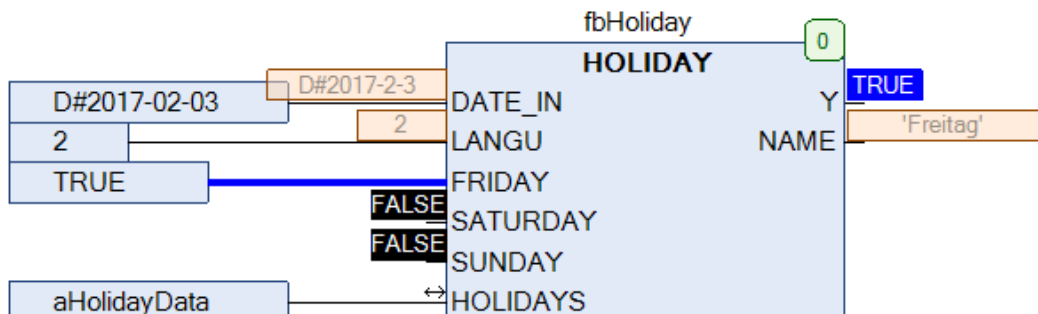 fbHoliday
0
HOLIDAY
D#2017-02-03 D#2017-2-3 DATE_IN Y TRUE
2 2 LANGU NAME 'Freitag'
TRUE FRIDAY
FALSE SATURDAY
FALSE SUNDAY
aHolidayData HOLIDAYS